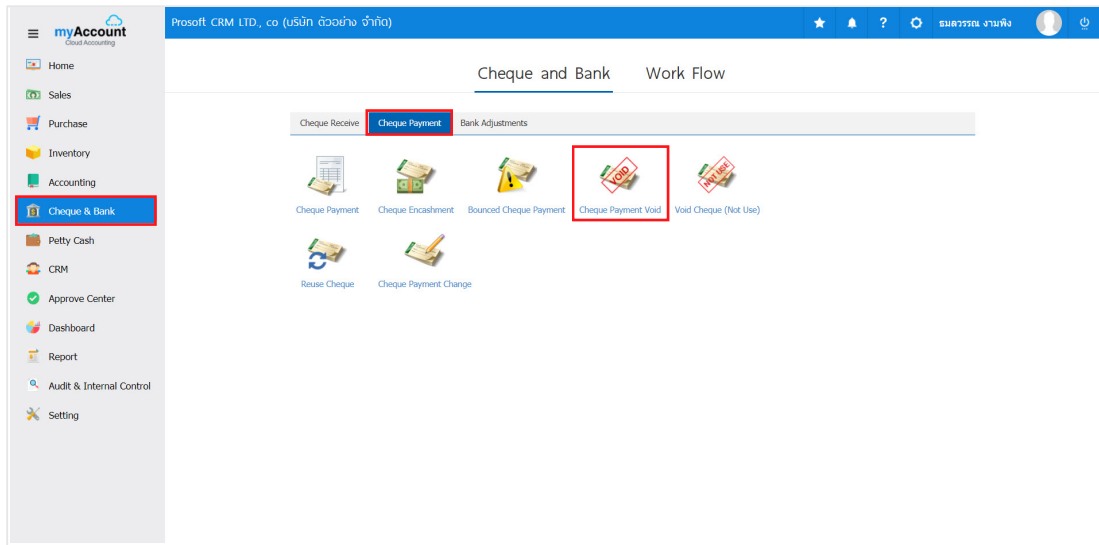 myAccount
Cloud Accounting
Prosoft CRM LTD., co (บริษัท ตัวอย่าง จำกัด)
?
ธมลวรรณ งามพิง
Home
Sales
Purchase
Inventory
Accounting
Cheque & Bank
Petty Cash
CRM
Approve Center
Dashboard
Report
Audit & Internal Control
Setting
Cheque and Bank Work Flow
Cheque Receive Cheque Payment Bank Adjustments
VOID NOT USE
Cheque Payment Cheque Encashment Bounced Cheque Payment Cheque Payment Void Void Cheque (Not Use)
Reuse Cheque Cheque Payment Change